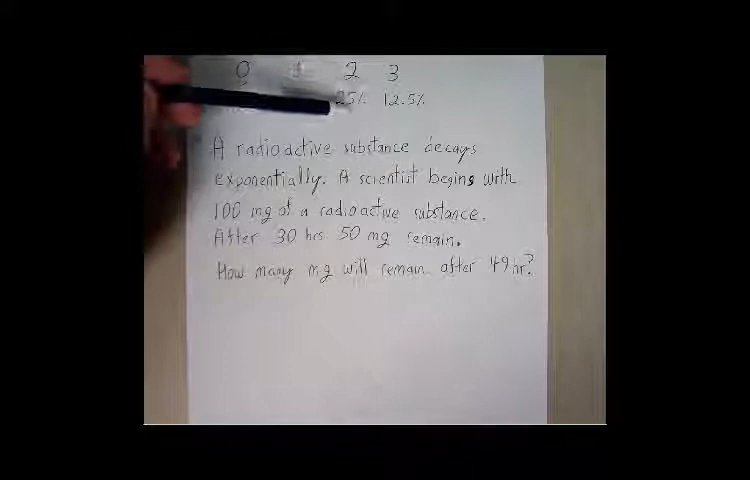 0 1 2 3
25% 12.5%
A radioactive substance decays
exponentially. A scientist begins with
100 mg of a radioactive substance.
After 30 hrs 50 mg remain.
How many mg will remain after 49 hr?